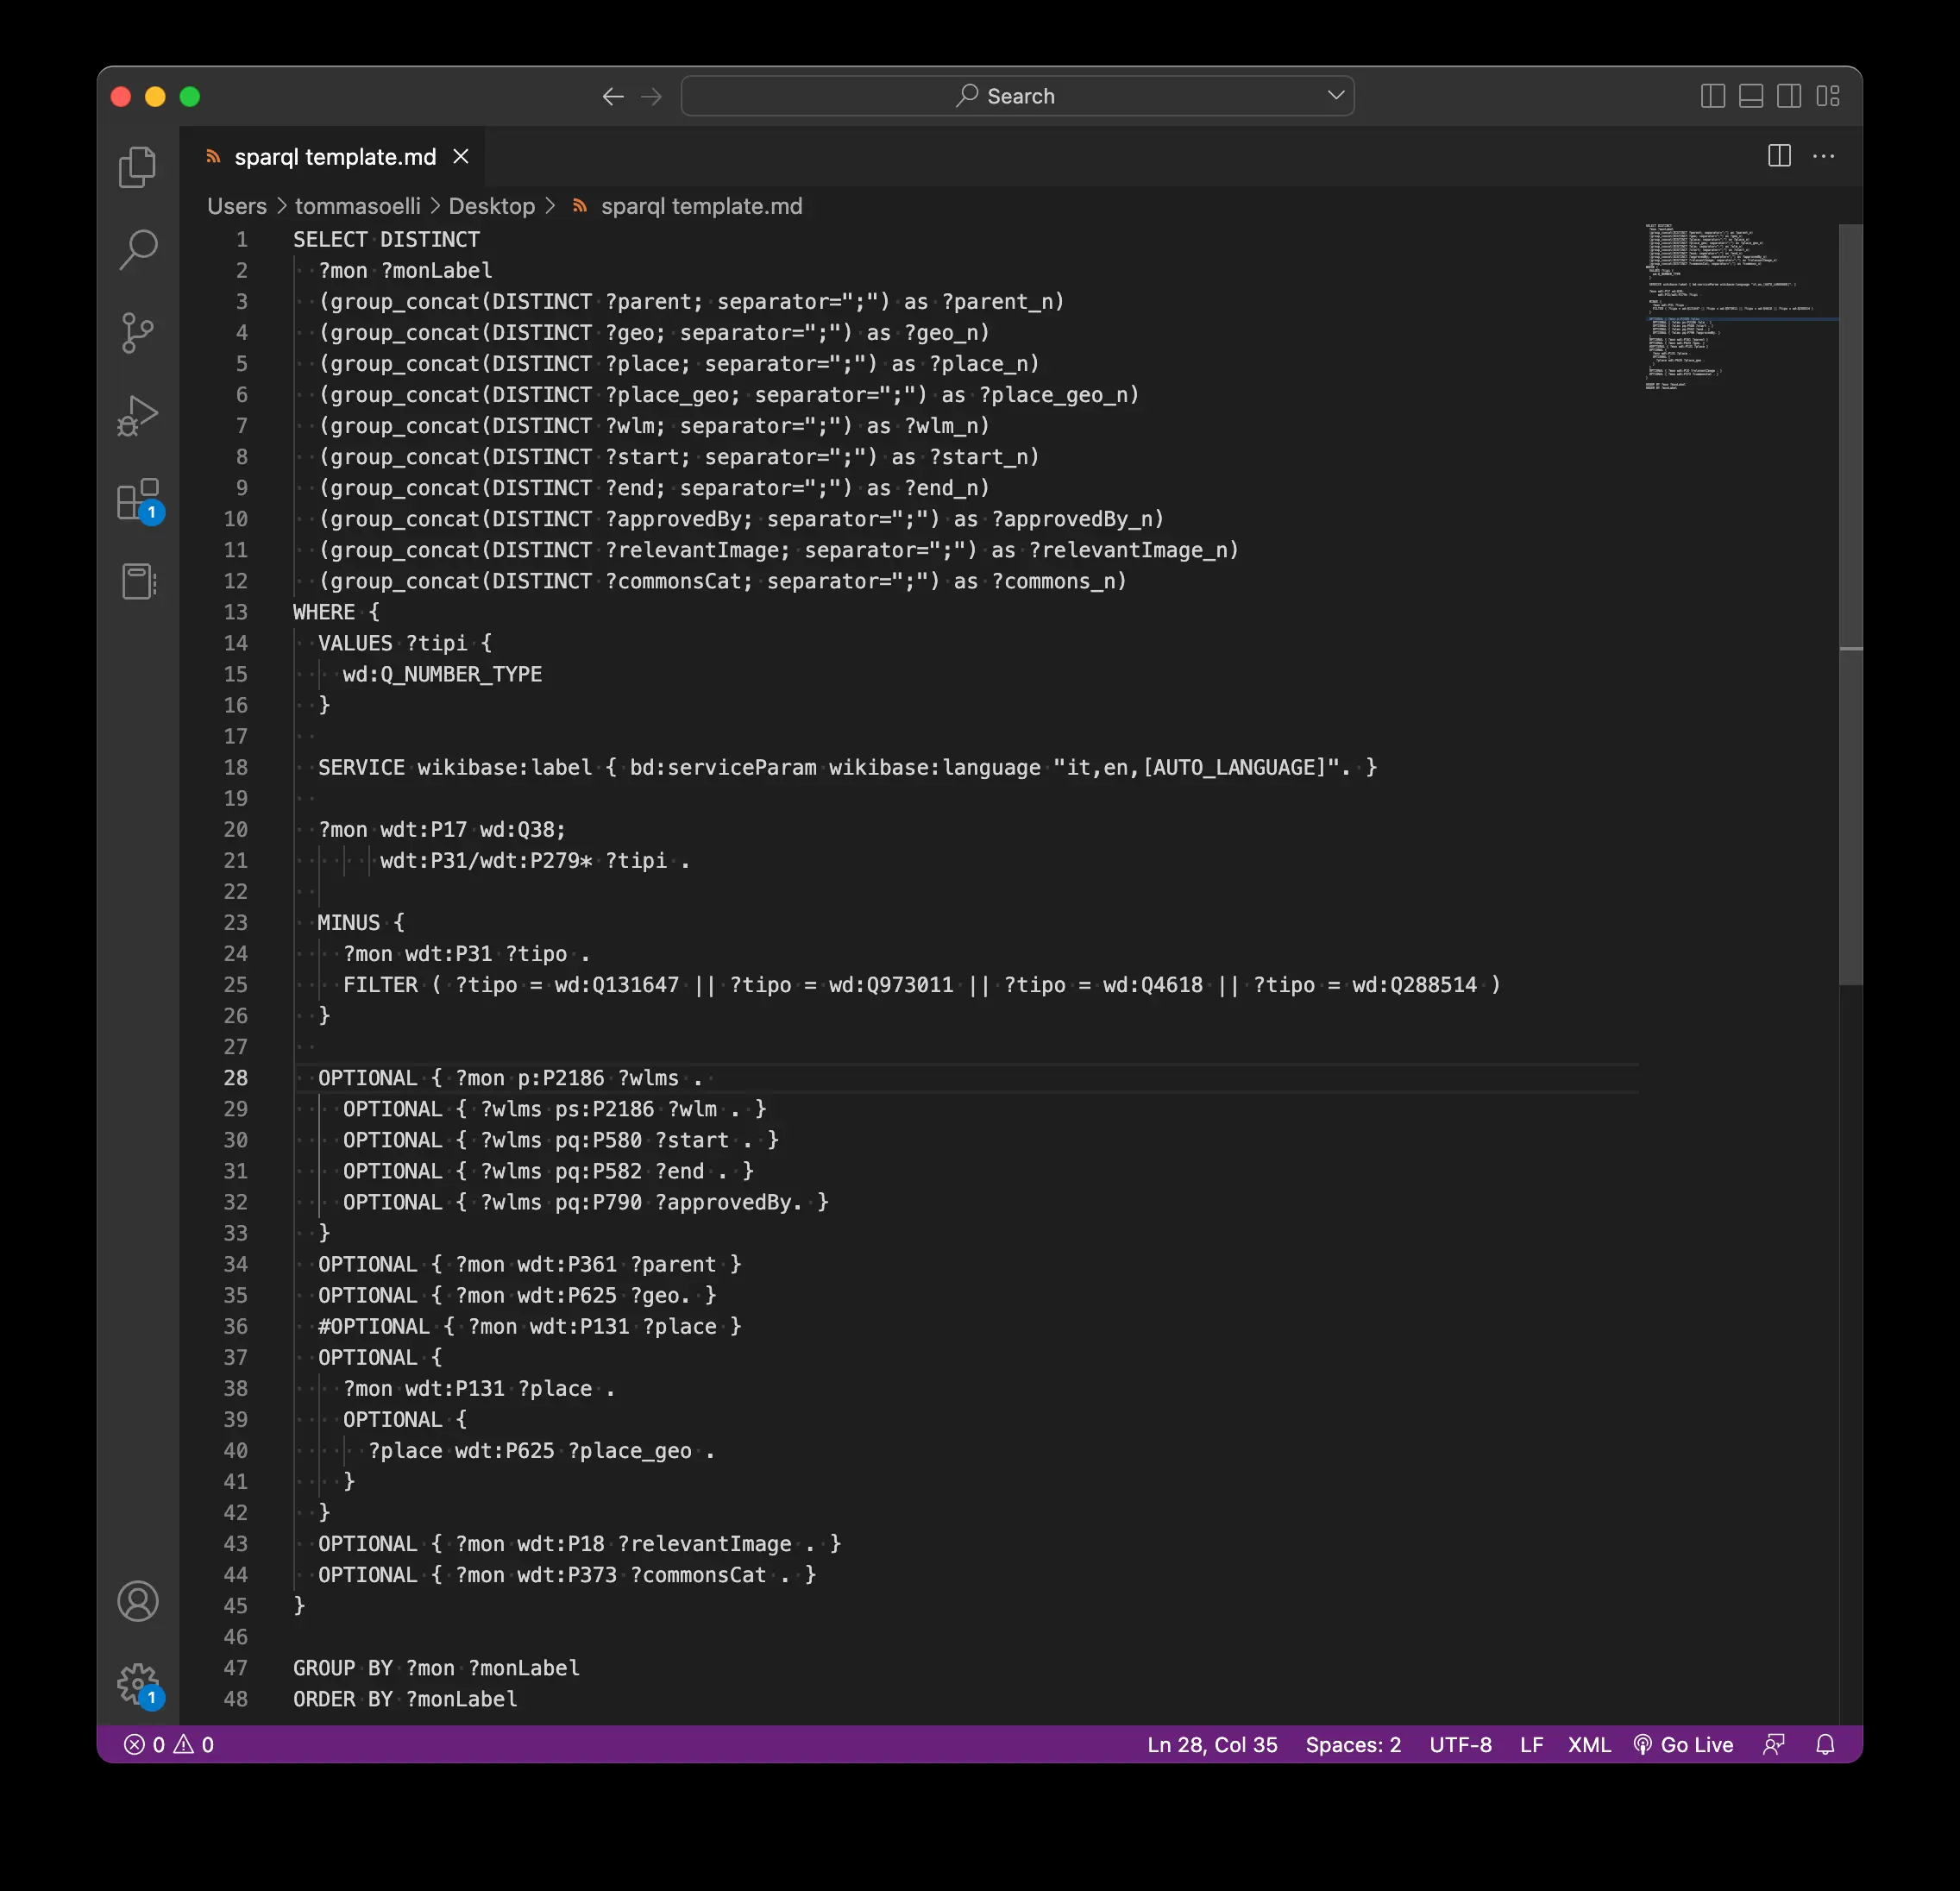 Search
sparql template.md
Users > tommasoelli > Desktop > sparql template.md
1 SELECT DISTINCT
2   ?mon ?monLabel
3   (group_concat(DISTINCT ?parent; separator=";") as ?parent_n)
4   (group_concat(DISTINCT ?geo; separator=";") as ?geo_n)
5   (group_concat(DISTINCT ?place; separator=";") as ?place_n)
6   (group_concat(DISTINCT ?place_geo; separator=";") as ?place_geo_n)
7   (group_concat(DISTINCT ?wlm; separator=";") as ?wlm_n)
8   (group_concat(DISTINCT ?start; separator=";") as ?start_n)
9   (group_concat(DISTINCT ?end; separator=";") as ?end_n)
10   (group_concat(DISTINCT ?approvedBy; separator=";") as ?approvedBy_n)
11   (group_concat(DISTINCT ?relevantImage; separator=";") as ?relevantImage_n)
12   (group_concat(DISTINCT ?commonsCat; separator=";") as ?commons_n)
13 WHERE {
14   VALUES ?tipi {
15     wd:Q_NUMBER_TYPE
16   }
17
18   SERVICE wikibase:label { bd:serviceParam wikibase:language "it,en,[AUTO_LANGUAGE]". }
19
20   ?mon wdt:P17 wd:Q38;
21        wdt:P31/wdt:P279* ?tipi .
22
23   MINUS {
24     ?mon wdt:P31 ?tipo .
25     FILTER ( ?tipo = wd:Q131647 || ?tipo = wd:Q973011 || ?tipo = wd:Q4618 || ?tipo = wd:Q288514 )
26   }
27
28   OPTIONAL { ?mon p:P2186 ?wlms .
29     OPTIONAL { ?wlms ps:P2186 ?wlm . }
30     OPTIONAL { ?wlms pq:P580 ?start . }
31     OPTIONAL { ?wlms pq:P582 ?end . }
32     OPTIONAL { ?wlms pq:P790 ?approvedBy. }
33   }
34   OPTIONAL { ?mon wdt:P361 ?parent }
35   OPTIONAL { ?mon wdt:P625 ?geo. }
36   #OPTIONAL { ?mon wdt:P131 ?place }
37   OPTIONAL {
38     ?mon wdt:P131 ?place .
39     OPTIONAL {
40       ?place wdt:P625 ?place_geo .
41     }
42   }
43   OPTIONAL { ?mon wdt:P18 ?relevantImage . }
44   OPTIONAL { ?mon wdt:P373 ?commonsCat . }
45 }
46
47 GROUP BY ?mon ?monLabel
48 ORDER BY ?monLabel
1
1
0 0 Ln 28, Col 35 Spaces: 2 UTF-8 LF XML Go Live